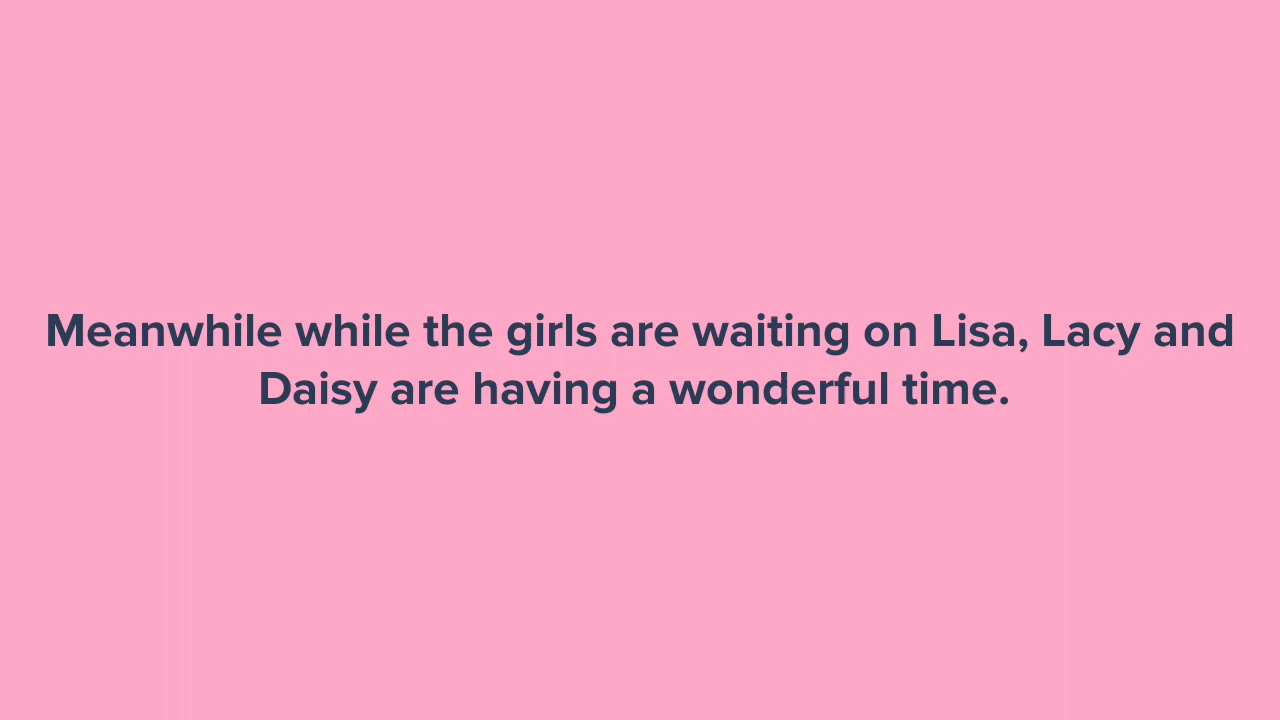 Meanwhile while the girls are waiting on Lisa, Lacy and
Daisy are having a wonderful time.